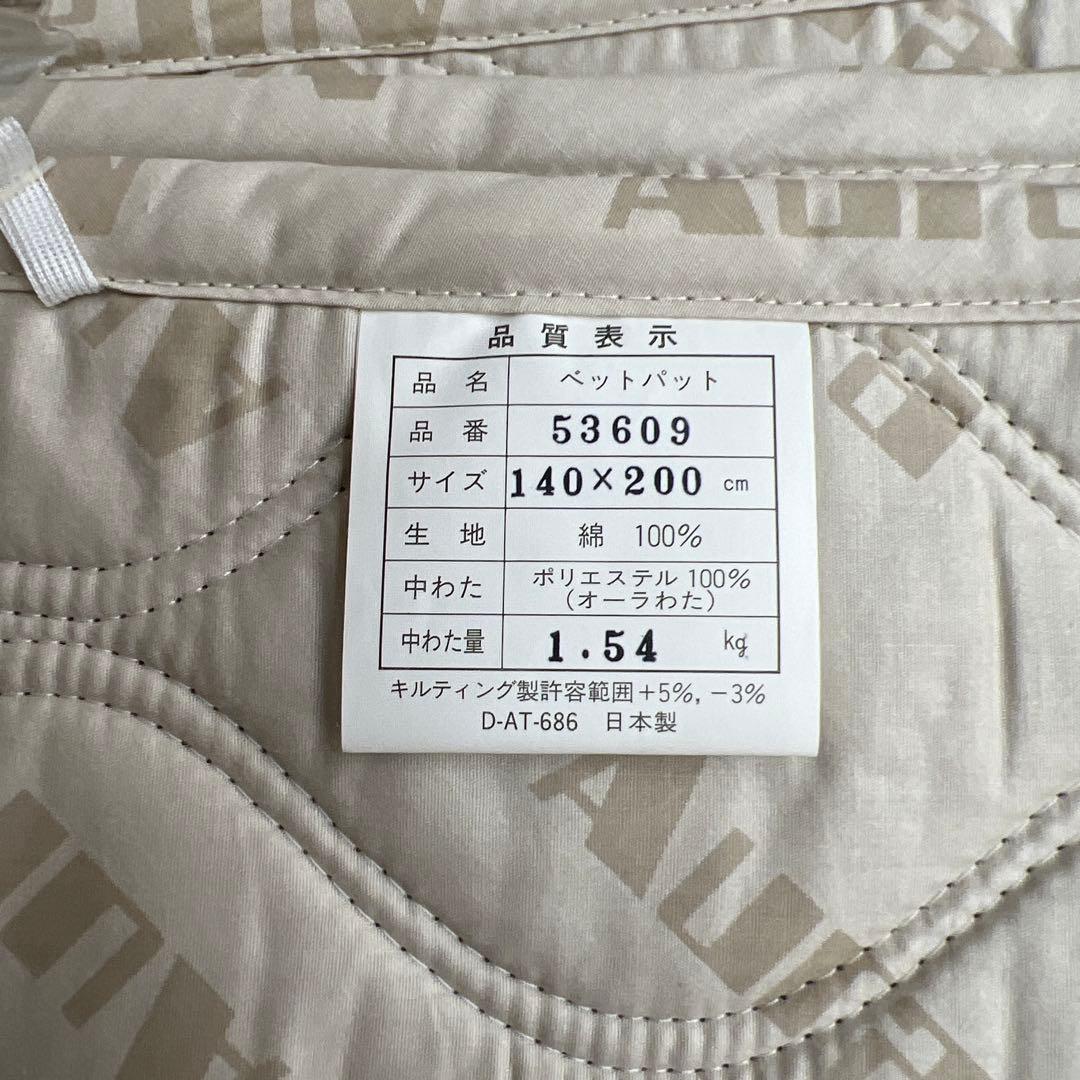 品質表示
品名 ベットパット
品番 53609
サイズ 140×200 cm
生地 綿 100%
中わた ポリエステル 100%
(オーラわた)
中わた量 1.54 kg
キルティング製許容範囲+5%, -3%
D-AT-686 日本製